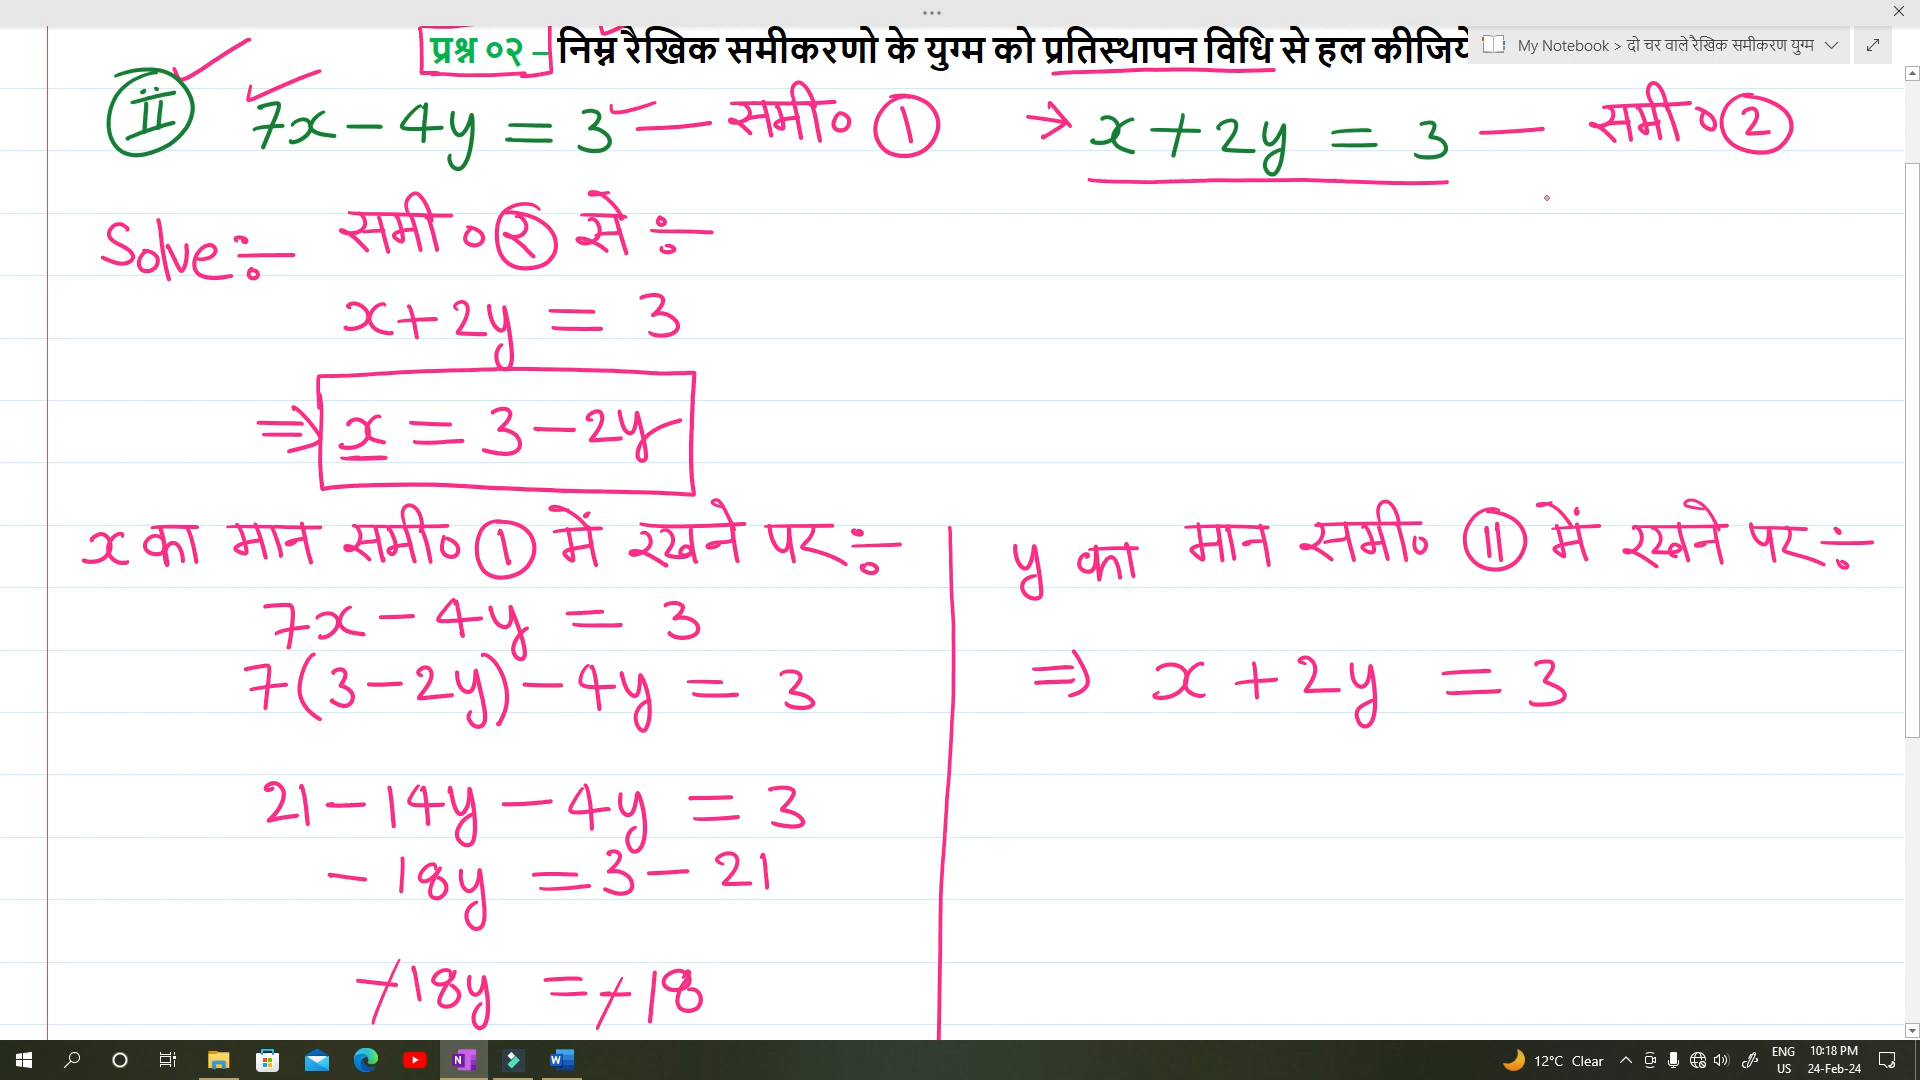 प्रश्न ०२ – निम्न रैखिक समीकरणो के युग्म को प्रतिस्थापन विधि से हल कीजिये
My Notebook > दो चर वाले रैखिक समीकरण युग्म
ii 7x – 4y = 3 — समी० 1 → x + 2y = 3 — समी० 2
Solve ÷ समी० २ से ÷
x + 2y = 3
⇒ x = 3 – 2y
x का मान समी० 1 में रखने पर ÷
7x – 4y = 3
7(3 – 2y) – 4y = 3
21 – 14y – 4y = 3
– 18y = 3 – 21
– 18y = – 18
y का मान समी० 11 में रखने पर ÷
⇒ x + 2y = 3
12°C Clear
ENG
US
10:18 PM
24-Feb-24